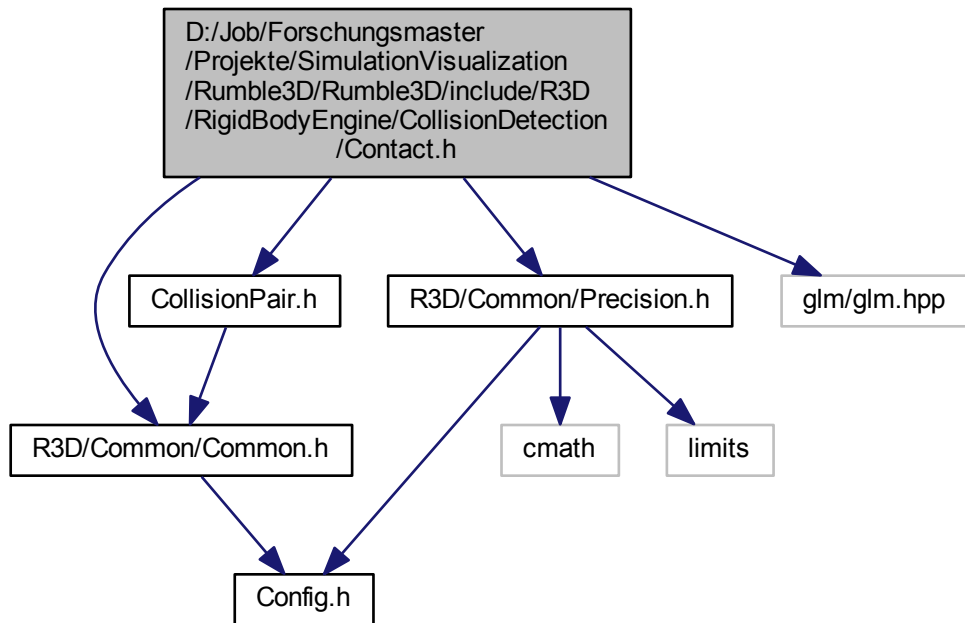 D:/Job/Forschungsmaster
/Projekte/SimulationVisualization
/Rumble3D/Rumble3D/include/R3D
/RigidBodyEngine/CollisionDetection
/Contact.h
CollisionPair.h
R3D/Common/Precision.h
glm/glm.hpp
R3D/Common/Common.h
cmath
limits
Config.h